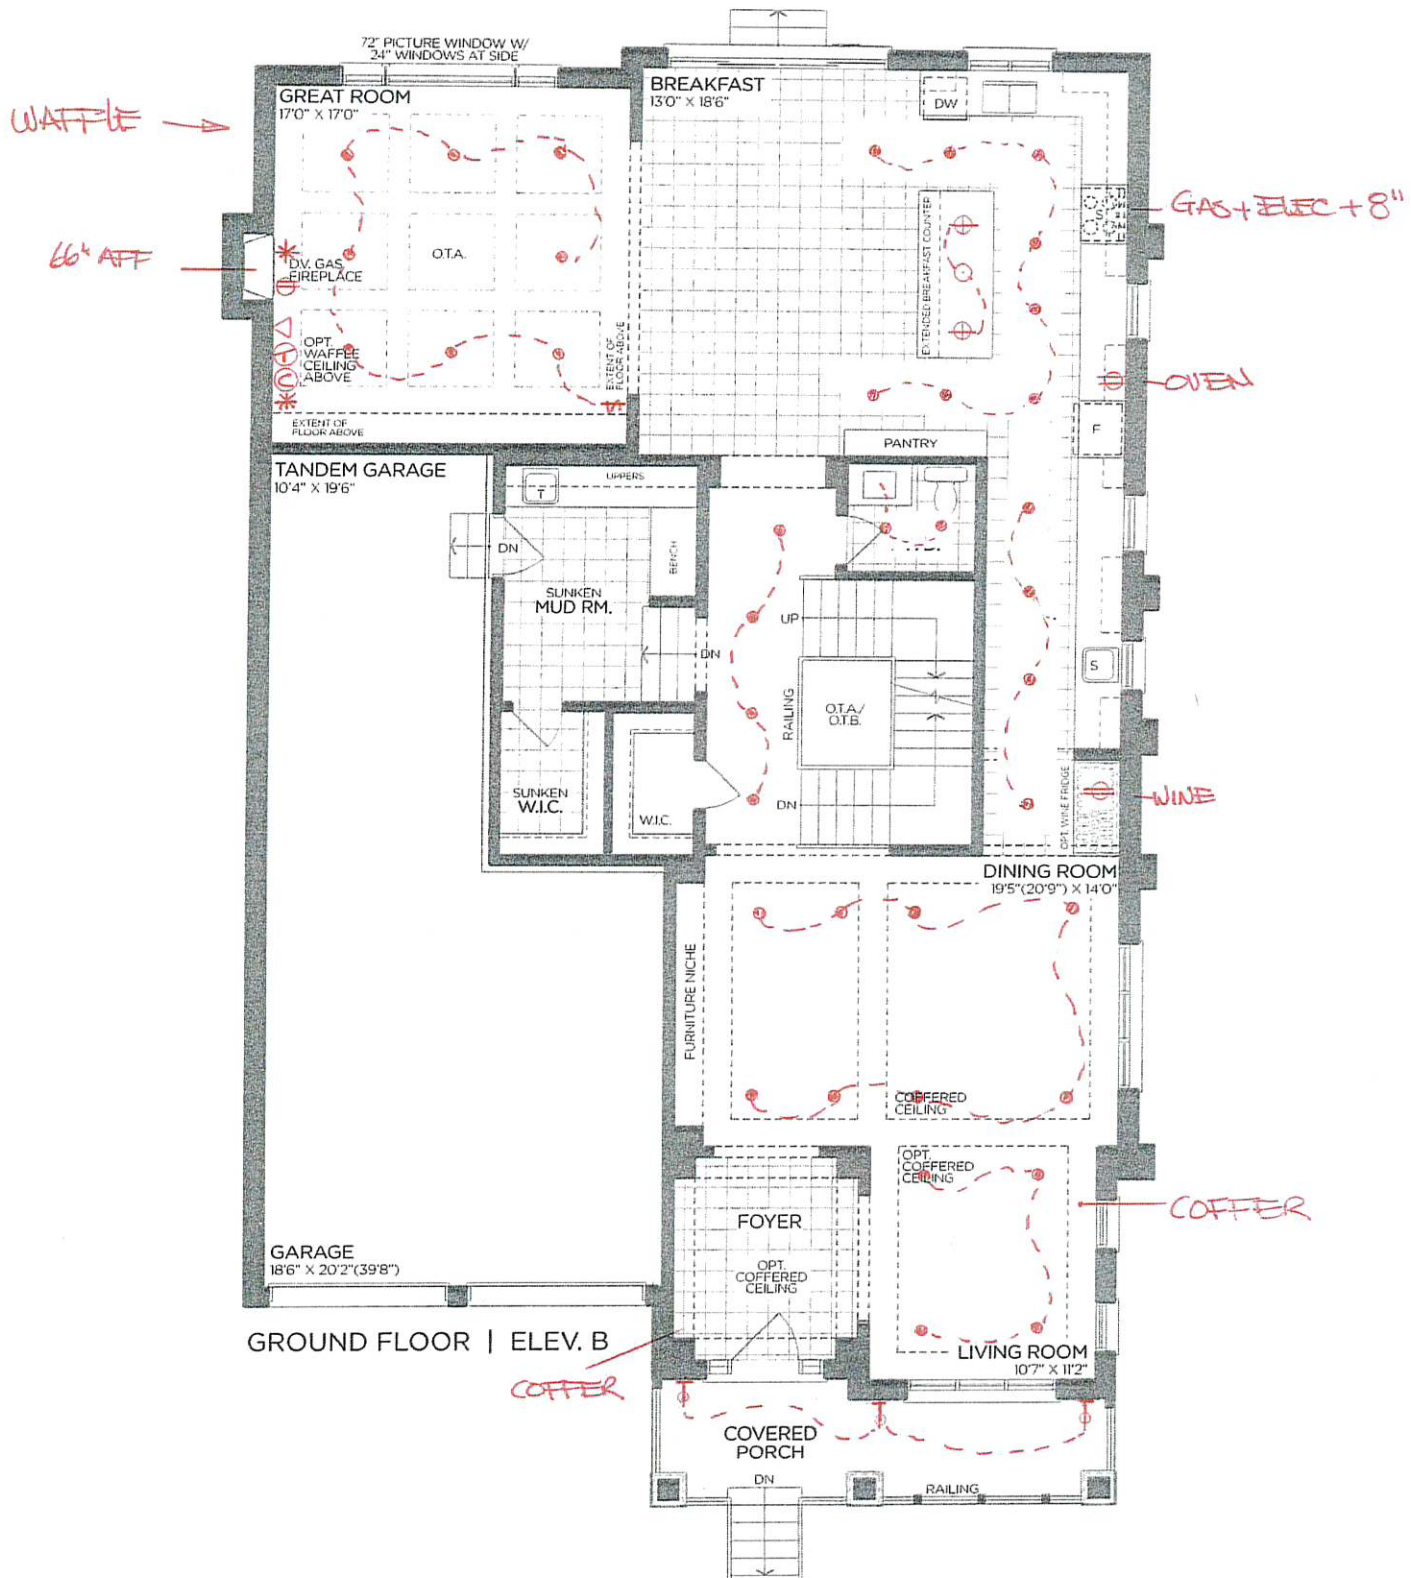 72" PICTURE WINDOW W/
24" WINDOWS AT SIDE
GREAT ROOM
17'0" X 17'0"
WAFFLE
BREAKFAST
13'0" X 18'6"
DW
S
GAS + ELEC + 8"
EXTENDED BREAKFAST COUNTER
66" AFF
D.V. GAS
FIREPLACE
O.T.A.
OPT.
WAFFLE
CEILING
ABOVE
T
C
EXTENT OF
FLOOR ABOVE
EXTENT OF
FLOOR ABOVE
OVEN
F
PANTRY
TANDEM GARAGE
10'4" X 19'6"
UPPERS
T
DN
BENCH
SUNKEN
MUD RM.
DN
UP
RAILING
O.T.A./
O.T.B.
DN
S
SUNKEN
W.I.C.
W.I.C.
OPT. WINE FRIDGE
WINE
DINING ROOM
19'5"(20'9") X 14'0"
FURNITURE NICHE
COFFERED
CEILING
OPT.
COFFERED
CEILING
COFFER
FOYER
OPT.
COFFERED
CEILING
GARAGE
18'6" X 20'2"(39'8")
LIVING ROOM
10'7" X 11'2"
GROUND FLOOR | ELEV. B
COFFER
COVERED
PORCH
DN
RAILING